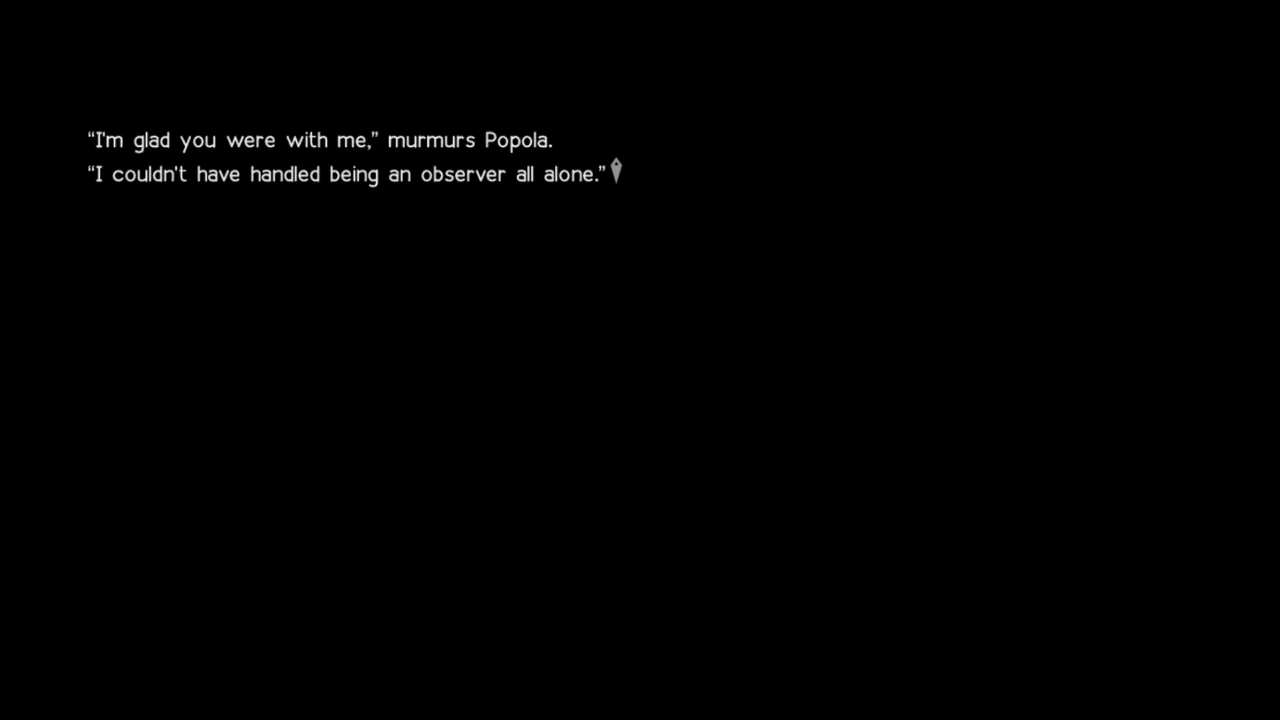 “I'm glad you were with me,” murmurs Popola.
“I couldn't have handled being an observer all alone.”